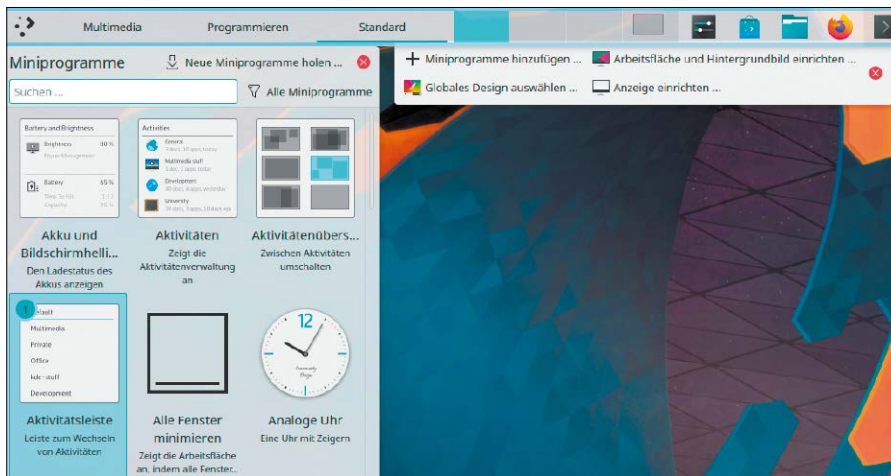 Multimedia
Programmieren
Standard
Miniprogramme
Neue Miniprogramme holen ...
Suchen ...
Alle Miniprogramme
Miniprogramme hinzufügen ...
Arbeitsfläche und Hintergrundbild einrichten ...
Globales Design auswählen ...
Anzeige einrichten ...
Battery and Brightness
Brightness
Battery
65 %
Activities
General
Multimedia stuff
Development
University
Akku und
Bildschirmhelli...
Den Ladestatus des
Akkus anzeigen
Aktivitäten
Zeigt die
Aktivitätenverwaltung
an
Aktivitätenübers...
Zwischen Aktivitäten
umschalten
1
Multimedia
Private
Office
kde-stuff
Development
Aktivitätsleiste
Leiste zum Wechseln
von Aktivitäten
Alle Fenster
minimieren
Zeigt die Arbeitsfläche
an, indem alle Fenster...
12
Analoge Uhr
Eine Uhr mit Zeigern